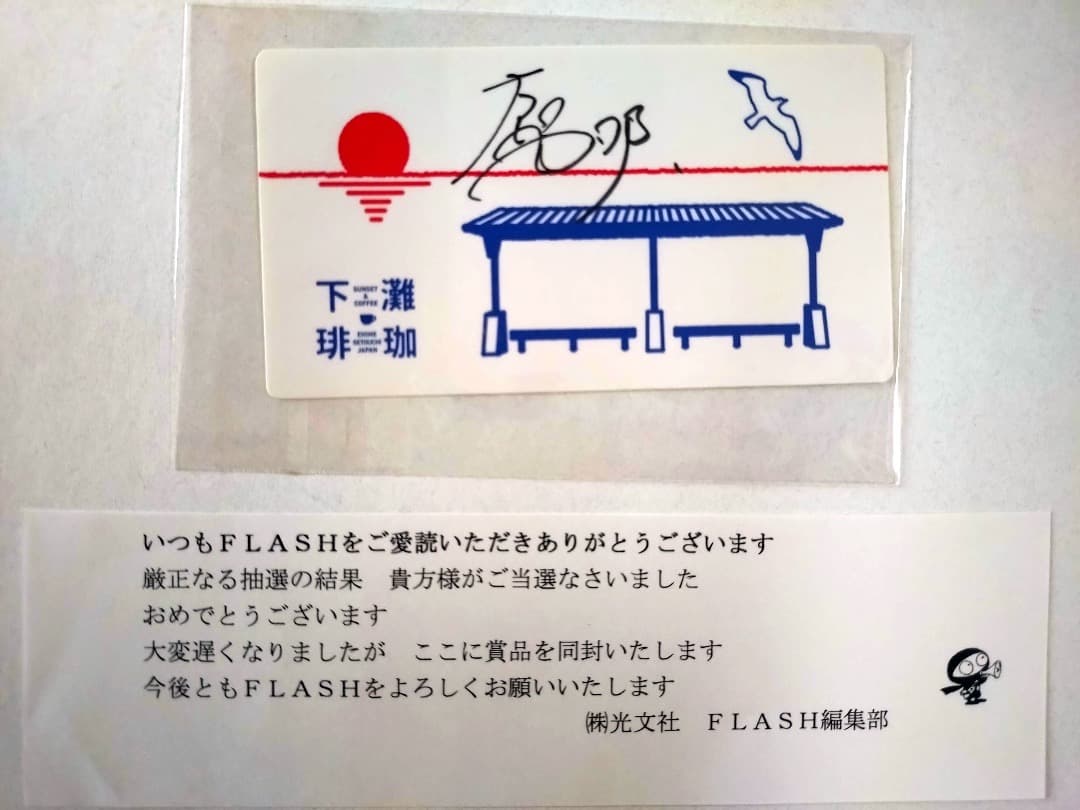 下灘
SUNSET
&
COFFEE
珈琲
EHIME
SETOUCHI
JAPAN
いつもＦＬＡＳＨをご愛読いただきありがとうございます
厳正なる抽選の結果　貴方様がご当選なさいました
おめでとうございます
大変遅くなりましたが　ここに賞品を同封いたします
今後ともＦＬＡＳＨをよろしくお願いいたします
㈱光文社　ＦＬＡＳＨ編集部